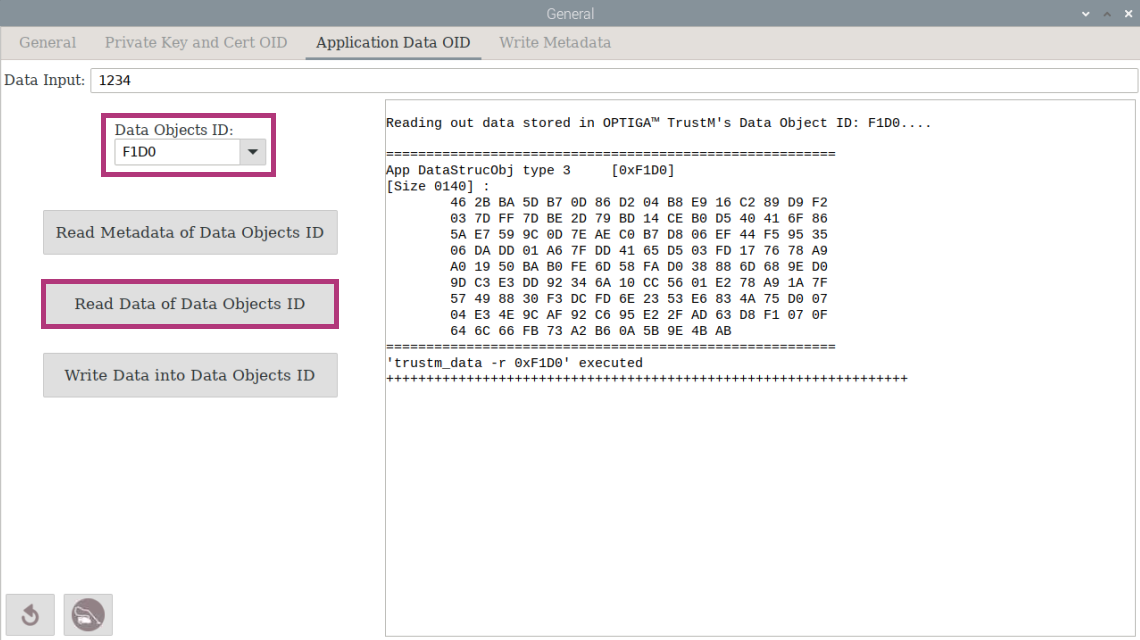 General
General Private Key and Cert OID Application Data OID Write Metadata
Data Input: 1234
Data Objects ID:
F1D0
Read Metadata of Data Objects ID
Read Data of Data Objects ID
Write Data into Data Objects ID
Reading out data stored in OPTIGA™ TrustM's Data Object ID: F1D0....
========================================================
App DataStrucObj type 3     [0xF1D0]
[Size 0140] :
46 2B BA 5D B7 0D 86 D2 04 B8 E9 16 C2 89 D9 F2
03 7D FF 7D BE 2D 79 BD 14 CE B0 D5 40 41 6F 86
5A E7 59 9C 0D 7E AE C0 B7 D8 06 EF 44 F5 95 35
06 DA DD 01 A6 7F DD 41 65 D5 03 FD 17 76 78 A9
A0 19 50 BA B0 FE 6D 58 FA D0 38 88 6D 68 9E D0
9D C3 E3 DD 92 34 6A 10 CC 56 01 E2 78 A9 1A 7F
57 49 88 30 F3 DC FD 6E 23 53 E6 83 4A 75 D0 07
04 E3 4E 9C AF 92 C6 95 E2 2F AD 63 D8 F1 07 0F
64 6C 66 FB 73 A2 B6 0A 5B 9E 4B AB
========================================================
'trustm_data -r 0xF1D0' executed
+++++++++++++++++++++++++++++++++++++++++++++++++++++++++++++++++